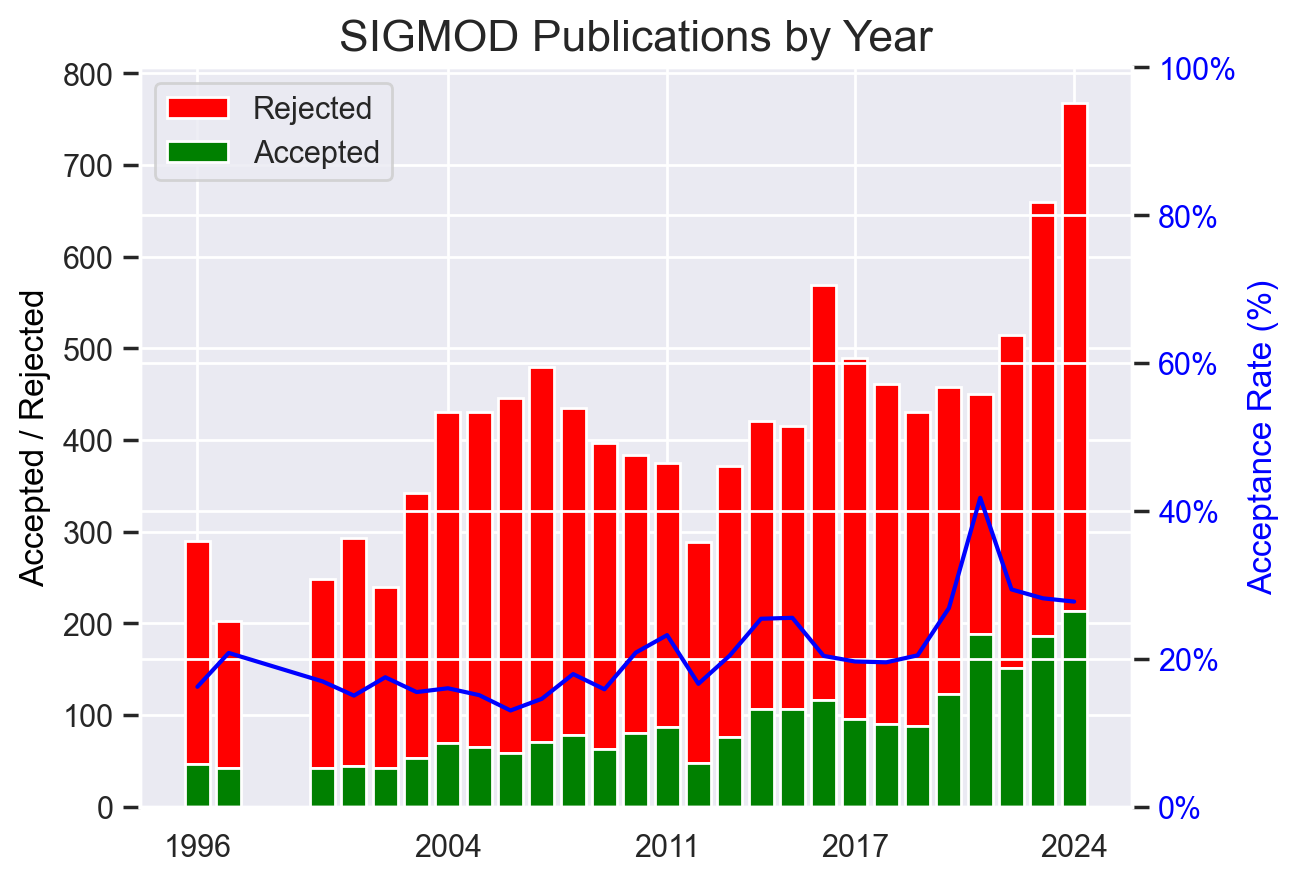 SIGMOD Publications by Year
Rejected
Accepted
800
700
600
500
400
300
200
100
0
Accepted / Rejected
100%
80%
60%
40%
20%
0%
Acceptance Rate (%)
1996 2004 2011 2017 2024